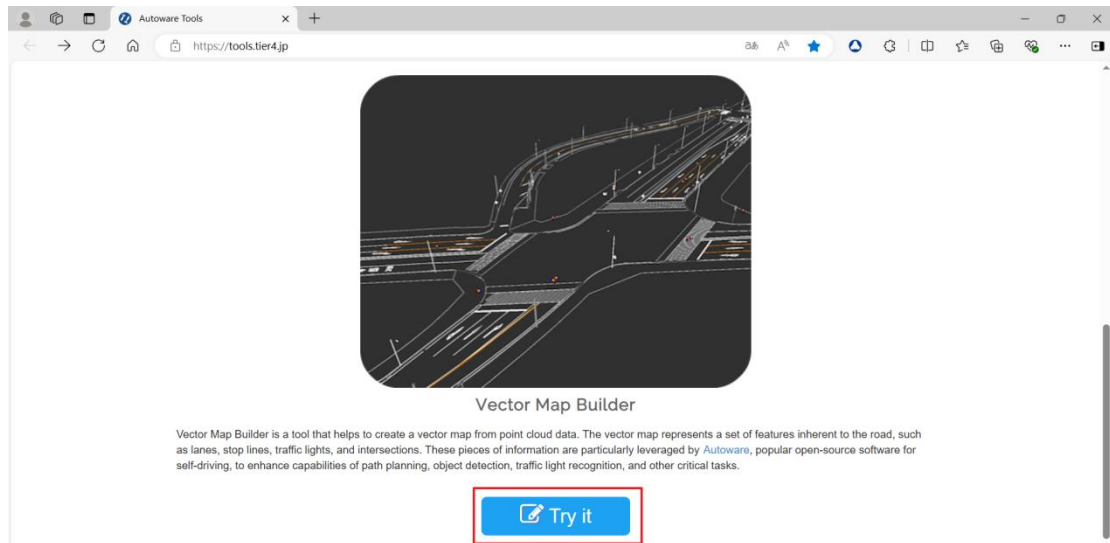 Autoware Tools
https://tools.tier4.jp
Vector Map Builder
Vector Map Builder is a tool that helps to create a vector map from point cloud data. The vector map represents a set of features inherent to the road, such
as lanes, stop lines, traffic lights, and intersections. These pieces of information are particularly leveraged by Autoware, popular open-source software for
self-driving, to enhance capabilities of path planning, object detection, traffic light recognition, and other critical tasks.
Try it